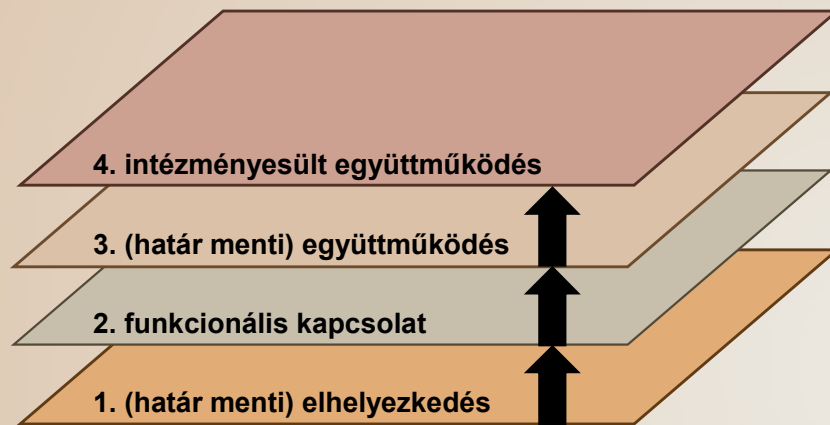 4. intézményesült együttműködés
3. (határ menti) együttműködés
2. funkcionális kapcsolat
1. (határ menti) elhelyezkedés